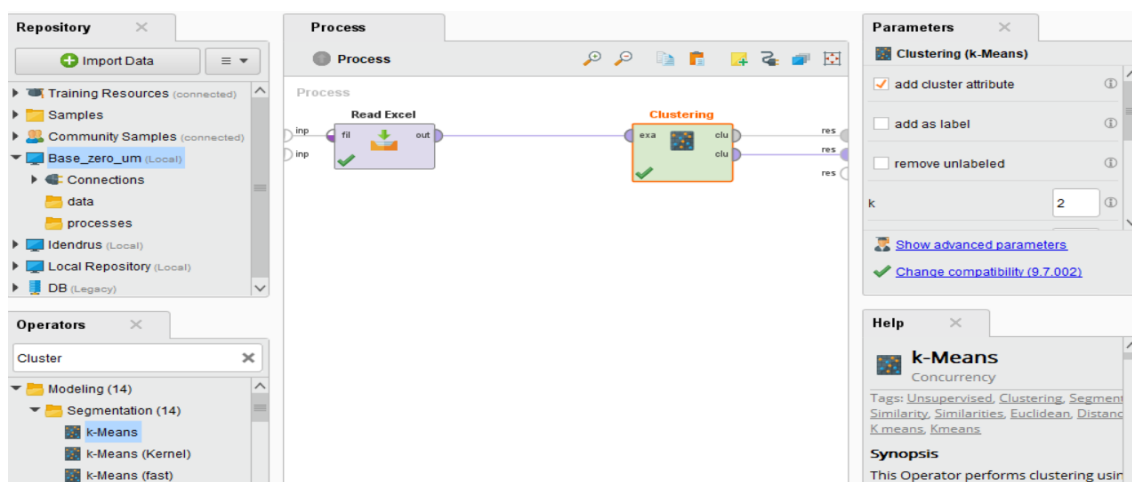 Repository
Import Data
Training Resources (connected)
Samples
Community Samples (connected)
Base_zero_um (Local)
Connections
data
processes
Idendrus (Local)
Local Repository (Local)
DB (Legacy)
Operators
Cluster
Modeling (14)
Segmentation (14)
k-Means
k-Means (Kernel)
k-Means (fast)
Process
Process
Process
Read Excel
inp
fil
out
inp
Clustering
exa
clu
clu
res
res
res
Parameters
Clustering (k-Means)
add cluster attribute
add as label
remove unlabeled
k
2
Show advanced parameters
Change compatibility (9.7.002)
Help
k-Means
Concurrency
Tags: Unsupervised, Clustering, Segment
Similarity, Similarities, Euclidean, Distanc
K means, Kmeans
Synopsis
This Operator performs clustering usin